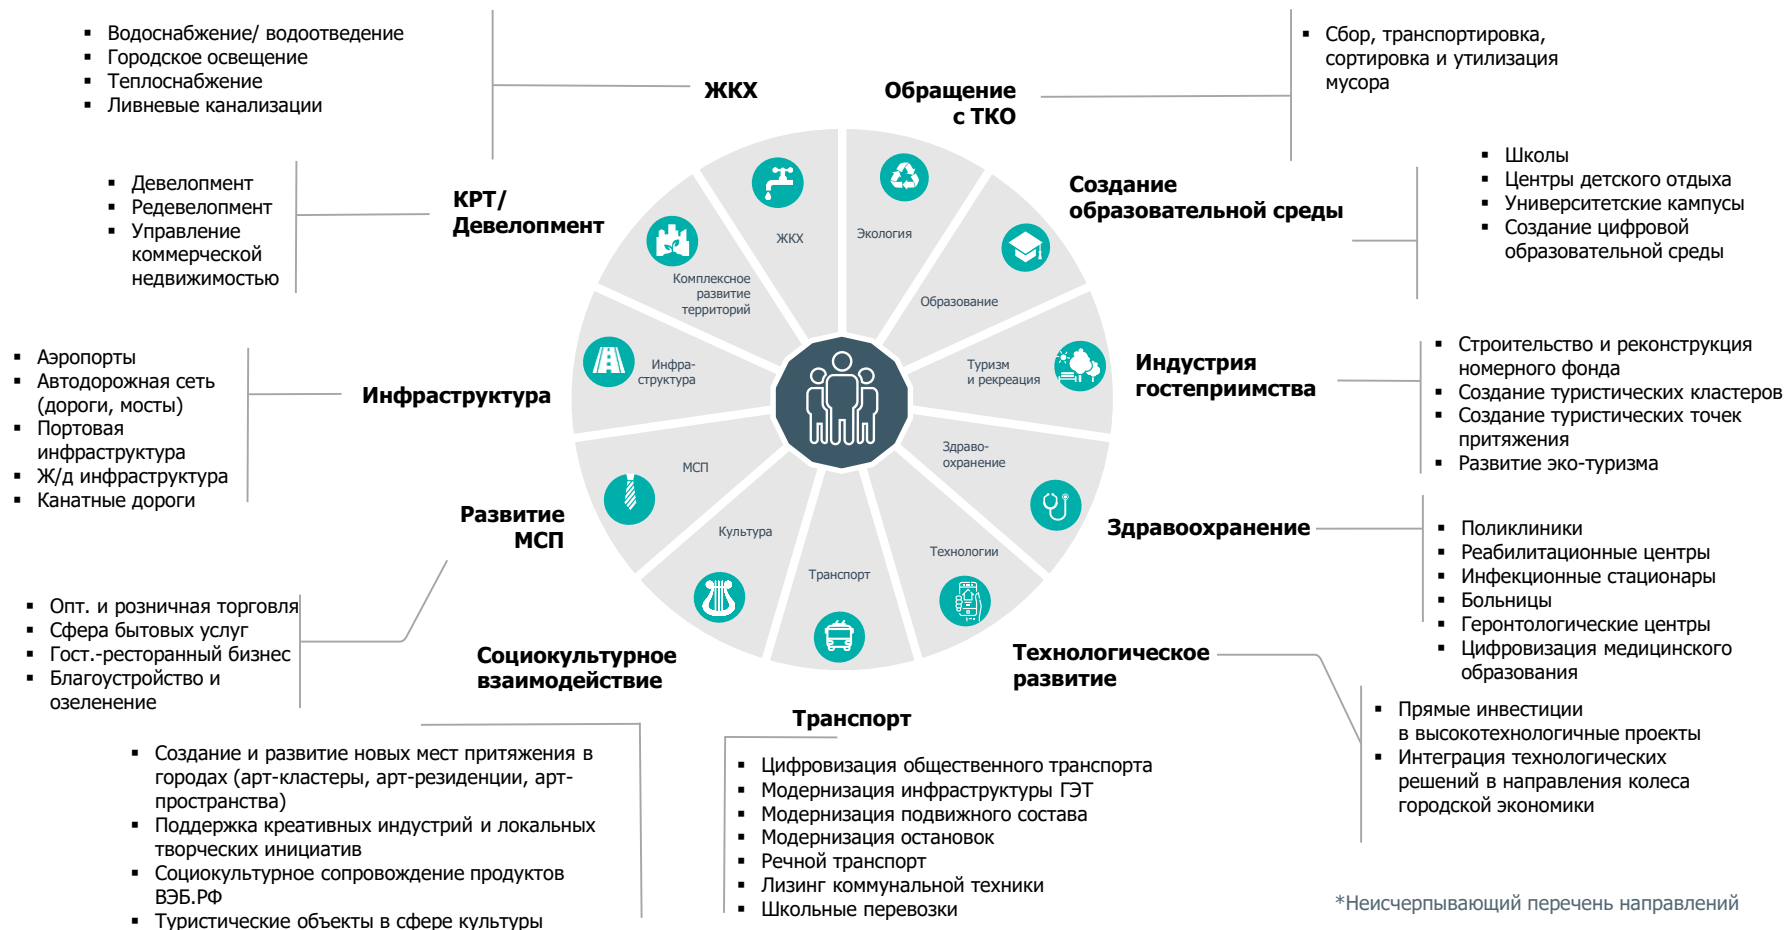 Водоснабжение/ водоотведение
Городское освещение
Теплоснабжение
Ливневые канализации
ЖКХ
Обращение
с ТКО
Сбор, транспортировка,
сортировка и утилизация
мусора
Девелопмент
Редевелопмент
Управление
коммерческой
недвижимостью
КРТ/
Девелопмент
Создание
образовательной среды
Школы
Центры детского отдыха
Университетские кампусы
Создание цифровой
образовательной среды
ЖКХ
Экология
Комплексное
развитие
территорий
Образование
Инфра-
структура
Туризм
и рекреация
МСП
Здраво-
охранение
Культура
Технологии
Транспорт
Аэропорты
Автодорожная сеть
(дороги, мосты)
Портовая
инфраструктура
Ж/д инфраструктура
Канатные дороги
Инфраструктура
Индустрия
гостеприимства
Строительство и реконструкция
номерного фонда
Создание туристических кластеров
Создание туристических точек
притяжения
Развитие эко-туризма
Развитие
МСП
Здравоохранение
Поликлиники
Реабилитационные центры
Инфекционные стационары
Больницы
Геронтологические центры
Цифровизация медицинского
образования
Опт. и розничная торговля
Сфера бытовых услуг
Гост.-ресторанный бизнес
Благоустройство и
озеленение
Социокультурное
взаимодействие
Технологическое
развитие
Прямые инвестиции
в высокотехнологичные проекты
Интеграция технологических
решений в направления колеса
городской экономики
Создание и развитие новых мест притяжения в
городах (арт-кластеры, арт-резиденции, арт-
пространства)
Поддержка креативных индустрий и локальных
творческих инициатив
Социокультурное сопровождение продуктов
ВЭБ.РФ
Туристические объекты в сфере культуры
Транспорт
Цифровизация общественного транспорта
Модернизация инфраструктуры ГЭТ
Модернизация подвижного состава
Модернизация остановок
Речной транспорт
Лизинг коммунальной техники
Школьные перевозки
*Неисчерпывающий перечень направлений